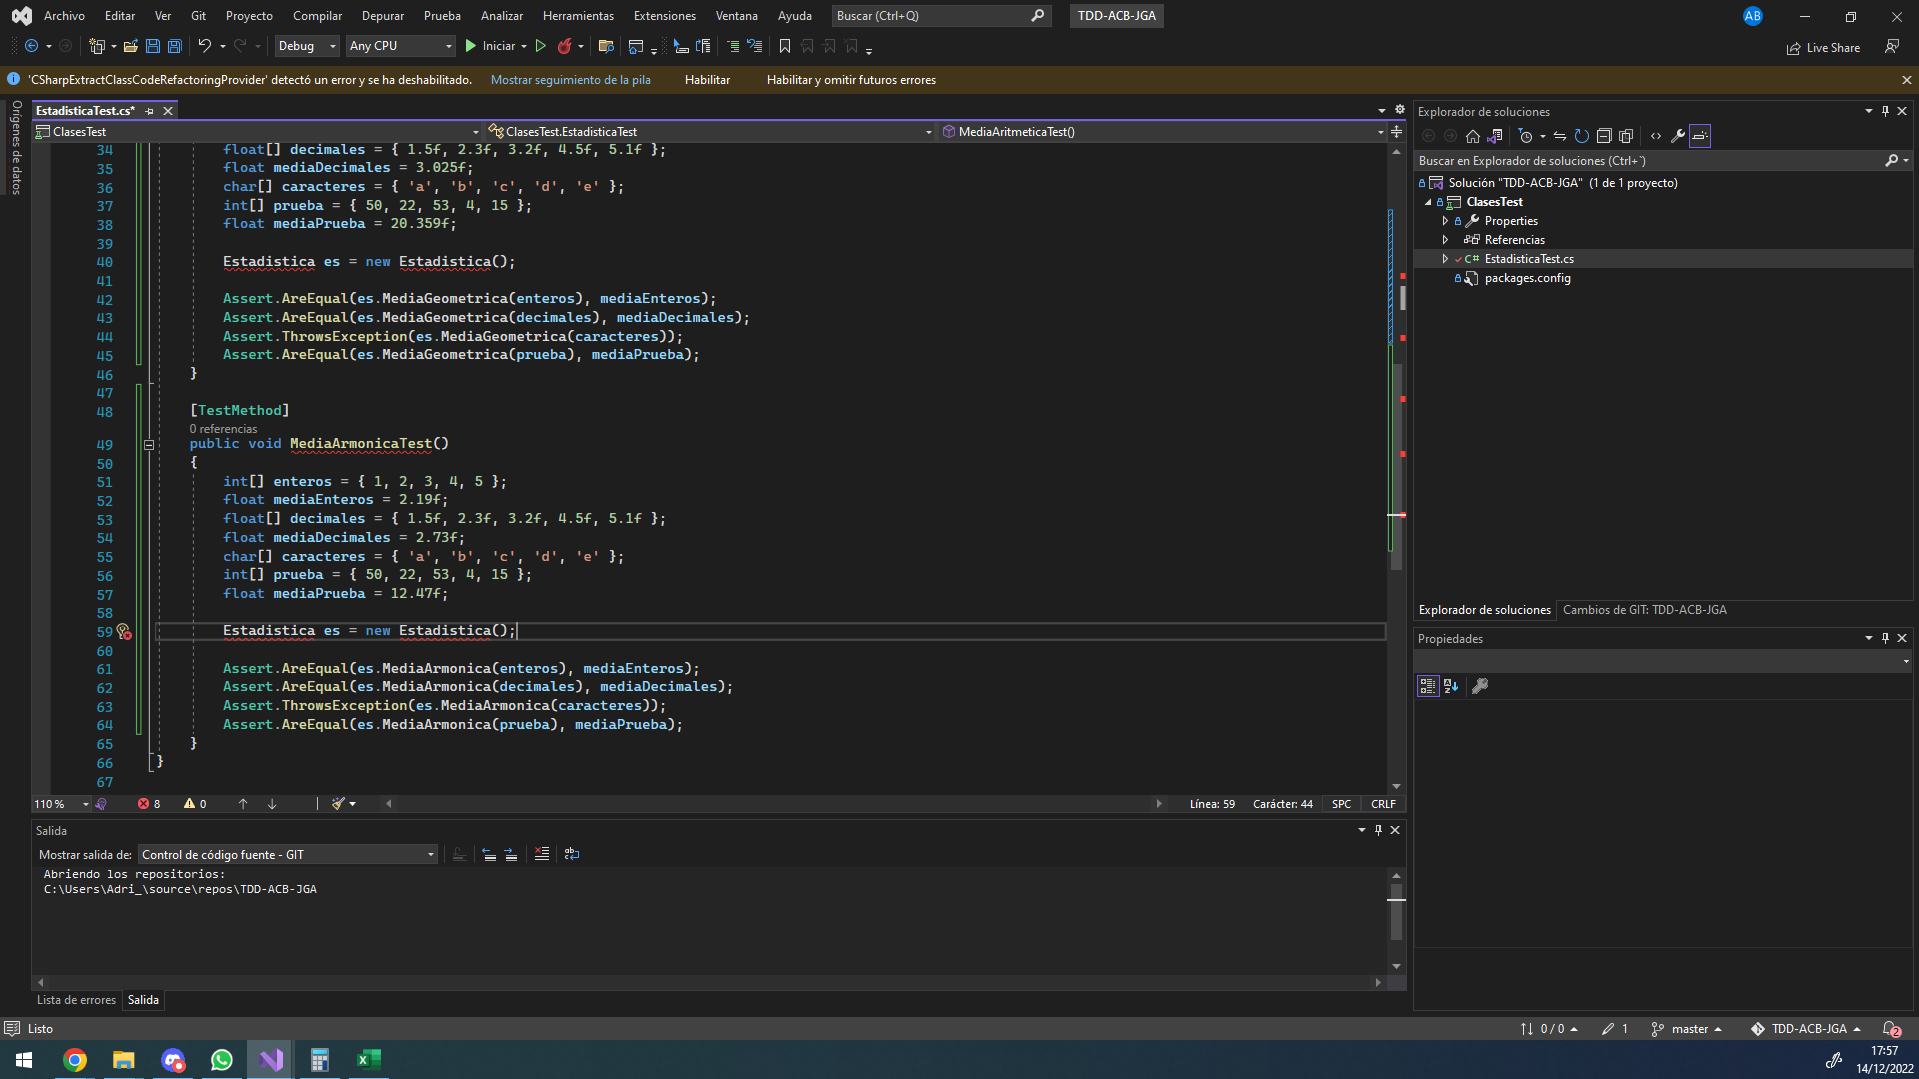 Archivo Editar Ver Git Proyecto Compilar Depurar Prueba Analizar Herramientas Extensiones Ventana Ayuda Buscar (Ctrl+Q) TDD-ACB-JGA AB
Debug Any CPU Iniciar Live Share
'CSharpExtractClassCodeRefactoringProvider' detectó un error y se ha deshabilitado. Mostrar seguimiento de la pila Habilitar Habilitar y omitir futuros errores
Orígenes de datos
EstadisticaTest.cs*
ClasesTest ClasesTest.EstadisticaTest MediaAritmeticaTest()
34 float[] decimales = { 1.5f, 2.3f, 3.2f, 4.5f, 5.1f };
35 float mediaDecimales = 3.025f;
36 char[] caracteres = { 'a', 'b', 'c', 'd', 'e' };
37 int[] prueba = { 50, 22, 53, 4, 15 };
38 float mediaPrueba = 20.359f;
39
40 Estadistica es = new Estadistica();
41
42 Assert.AreEqual(es.MediaGeometrica(enteros), mediaEnteros);
43 Assert.AreEqual(es.MediaGeometrica(decimales), mediaDecimales);
44 Assert.ThrowsException(es.MediaGeometrica(caracteres));
45 Assert.AreEqual(es.MediaGeometrica(prueba), mediaPrueba);
46 }
47
48 [TestMethod]
0 referencias
49 public void MediaArmonicaTest()
50 {
51 int[] enteros = { 1, 2, 3, 4, 5 };
52 float mediaEnteros = 2.19f;
53 float[] decimales = { 1.5f, 2.3f, 3.2f, 4.5f, 5.1f };
54 float mediaDecimales = 2.73f;
55 char[] caracteres = { 'a', 'b', 'c', 'd', 'e' };
56 int[] prueba = { 50, 22, 53, 4, 15 };
57 float mediaPrueba = 12.47f;
58
59 Estadistica es = new Estadistica();
60
61 Assert.AreEqual(es.MediaArmonica(enteros), mediaEnteros);
62 Assert.AreEqual(es.MediaArmonica(decimales), mediaDecimales);
63 Assert.ThrowsException(es.MediaArmonica(caracteres));
64 Assert.AreEqual(es.MediaArmonica(prueba), mediaPrueba);
65 }
66 }
67
110 % 8 0 Línea: 59 Carácter: 44 SPC CRLF
Salida
Mostrar salida de: Control de código fuente - GIT
Abriendo los repositorios:
C:\Users\Adri_\source\repos\TDD-ACB-JGA
Lista de errores Salida
Explorador de soluciones
Buscar en Explorador de soluciones (Ctrl+`)
Solución "TDD-ACB-JGA" (1 de 1 proyecto)
ClasesTest
Properties
Referencias
C# EstadisticaTest.cs
packages.config
Explorador de soluciones Cambios de GIT: TDD-ACB-JGA
Propiedades
Listo 0 / 0 1 master TDD-ACB-JGA 2
17:57
14/12/2022